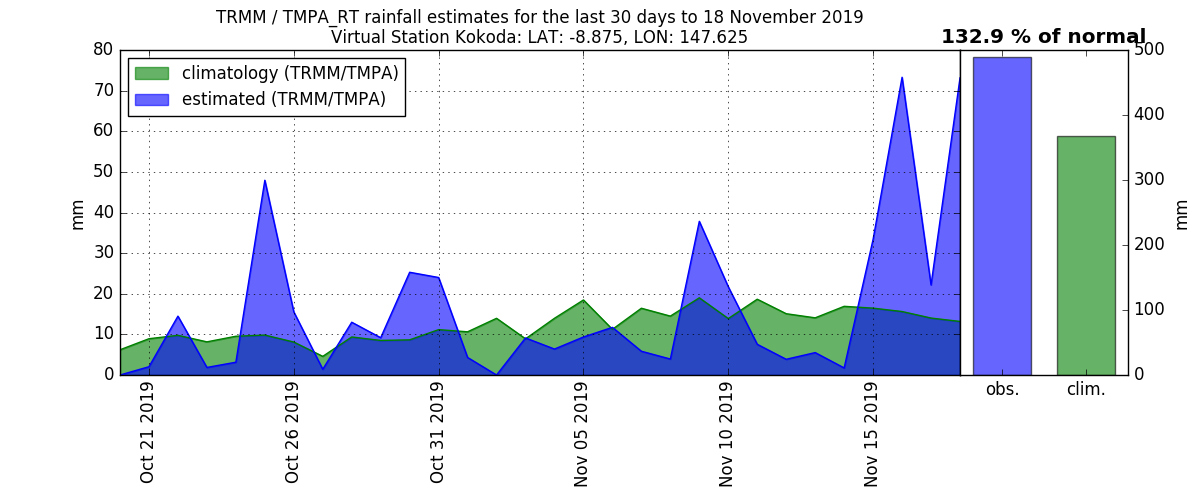 TRMM / TMPA_RT rainfall estimates for the last 30 days to 18 November 2019
Virtual Station Kokoda: LAT: -8.875, LON: 147.625
132.9 % of normal
climatology (TRMM/TMPA)
estimated (TRMM/TMPA)
mm
80
70
60
50
40
30
20
10
0
Oct 21 2019
Oct 26 2019
Oct 31 2019
Nov 05 2019
Nov 10 2019
Nov 15 2019
obs.
clim.
500
400
300
200
100
0
mm